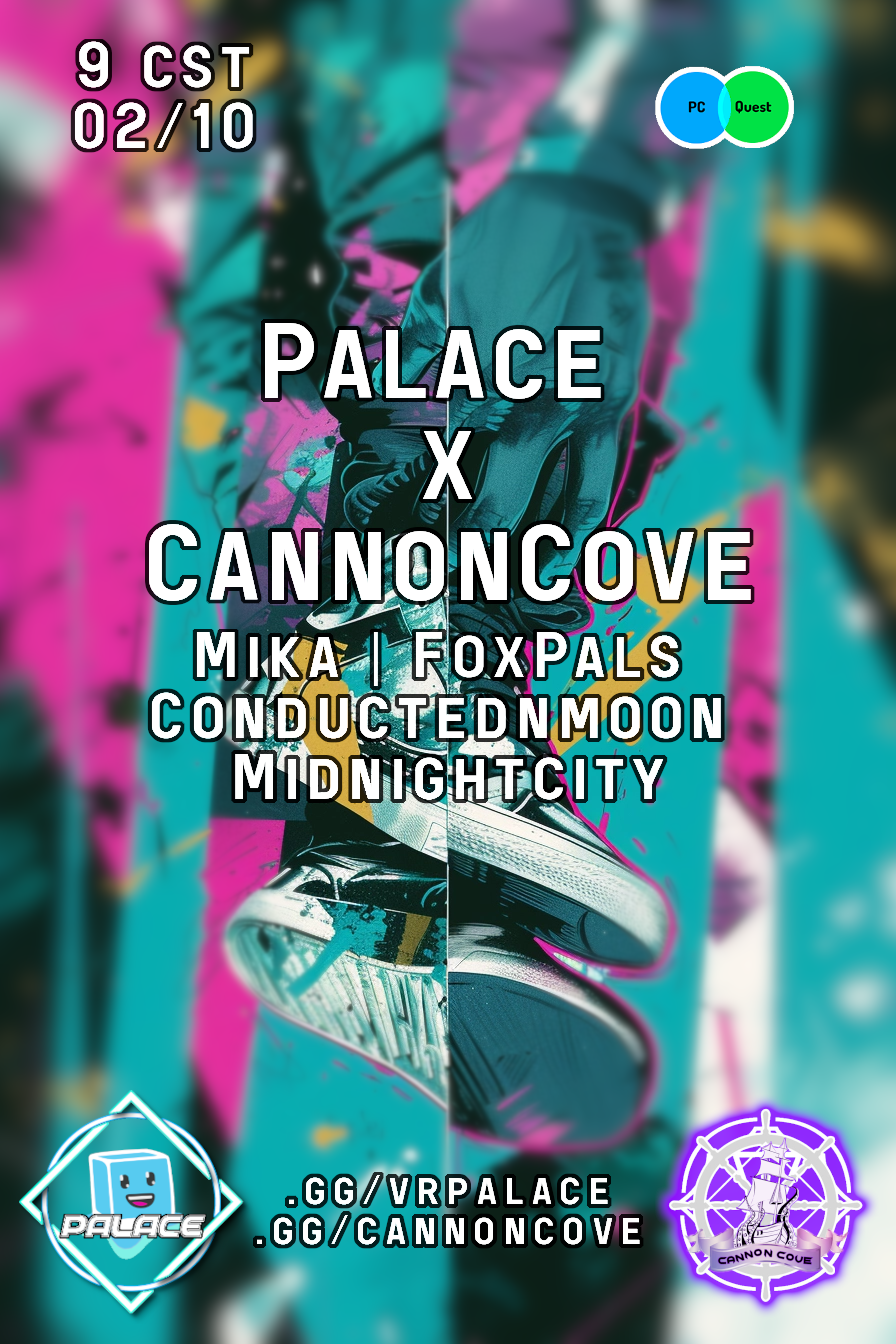 9 CST
02/10
PC Quest
PALACE
X
CANNONCOVE
MIKA | FOXPALS
CONDUCTEDNMOON
MIDNIGHTCITY
.GG/VRPALACE
.GG/CANNONCOVE
PALACE
CANNON COVE